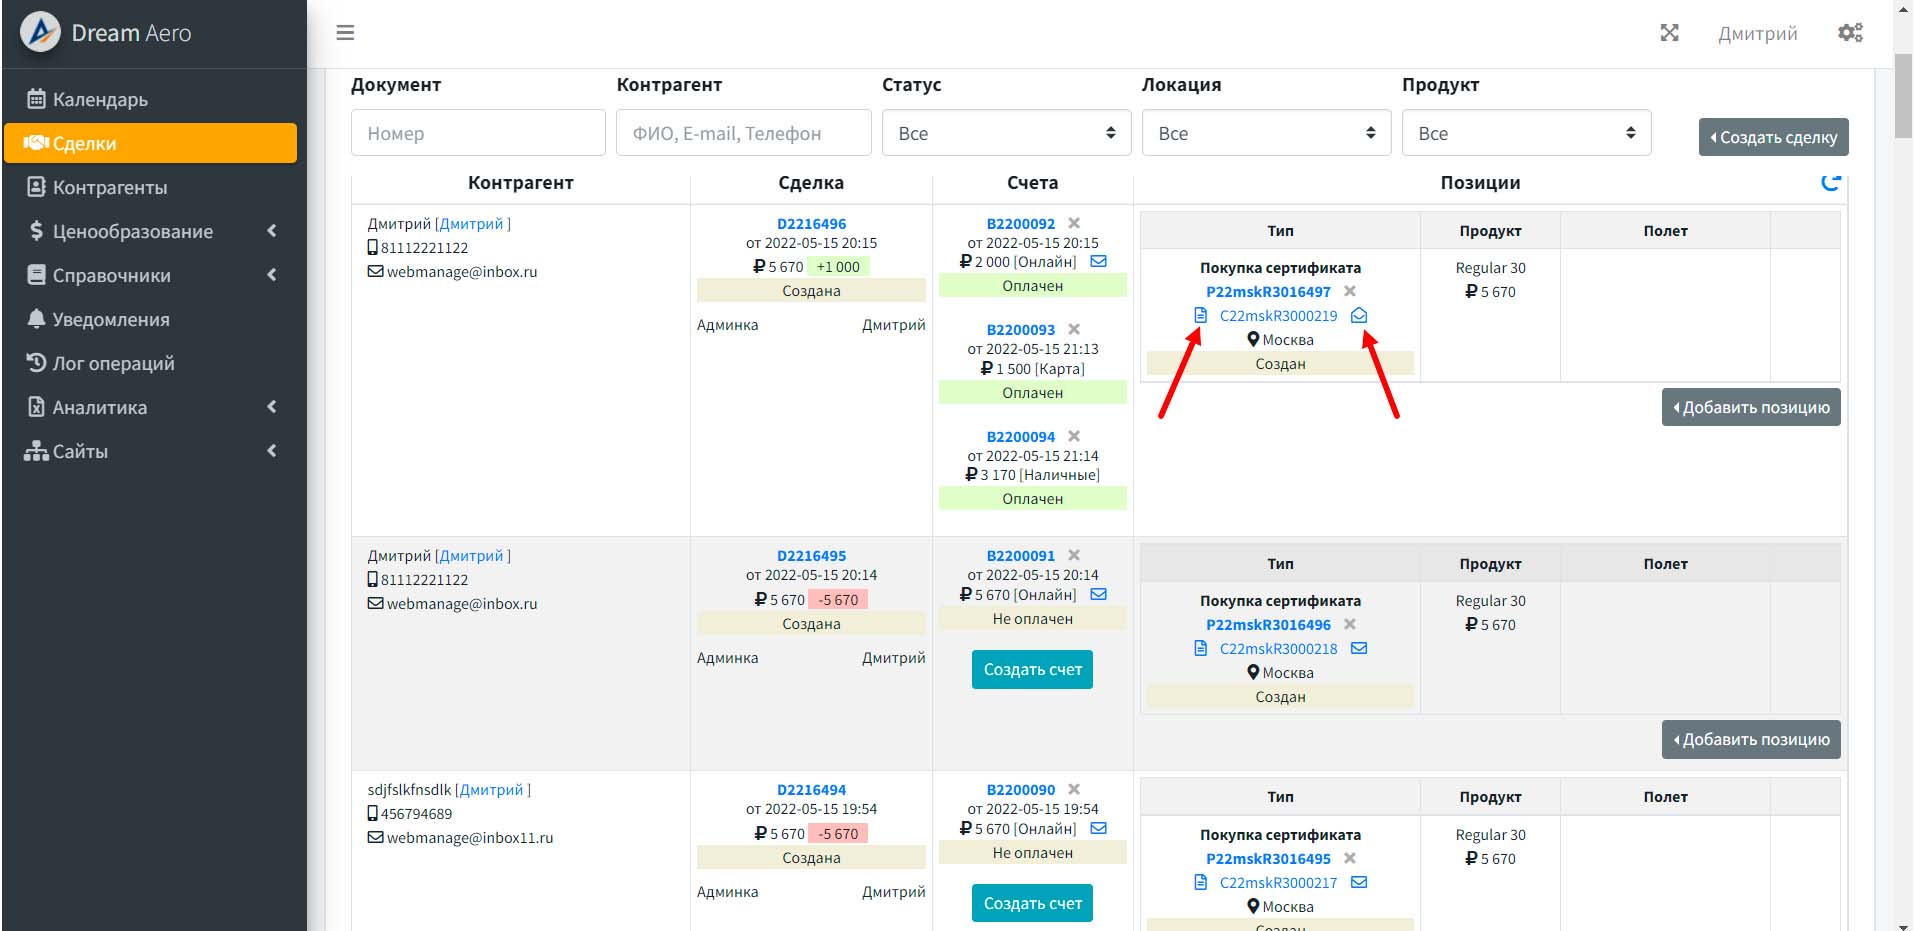 Dream Aero
Дмитрий
Календарь
Сделки
Контрагенты
Ценообразование
Справочники
Уведомления
Лог операций
Аналитика
Сайты
Документ
Контрагент
Статус
Локация
Продукт
Номер
ФИО, E-mail, Телефон
Все
Все
Все
Создать сделку
Контрагент
Сделка
Счета
Позиции
Дмитрий [Дмитрий ]
81112221122
webmanage@inbox.ru
D2216496
от 2022-05-15 20:15
₽ 5 670 +1 000
Создана
Админка Дмитрий
B2200092
от 2022-05-15 20:15
₽ 2 000 [Онлайн]
Оплачен
B2200093
от 2022-05-15 21:13
₽ 1 500 [Карта]
Оплачен
B2200094
от 2022-05-15 21:14
₽ 3 170 [Наличные]
Оплачен
Тип Продукт Полет
Покупка сертификата
P22mskR3016497
C22mskR3000219
Москва
Создан
Regular 30
₽ 5 670
Добавить позицию
Дмитрий [Дмитрий ]
81112221122
webmanage@inbox.ru
D2216495
от 2022-05-15 20:14
₽ 5 670 -5 670
Создана
Админка Дмитрий
B2200091
от 2022-05-15 20:14
₽ 5 670 [Онлайн]
Не оплачен
Создать счет
Тип Продукт Полет
Покупка сертификата
P22mskR3016496
C22mskR3000218
Москва
Создан
Regular 30
₽ 5 670
Добавить позицию
sdjfslkfnsdlk [Дмитрий ]
456794689
webmanage@inbox11.ru
D2216494
от 2022-05-15 19:54
₽ 5 670 -5 670
Создана
Админка Дмитрий
B2200090
от 2022-05-15 19:54
₽ 5 670 [Онлайн]
Не оплачен
Создать счет
Тип Продукт Полет
Покупка сертификата
P22mskR3016495
C22mskR3000217
Москва
Создан
Regular 30
₽ 5 670